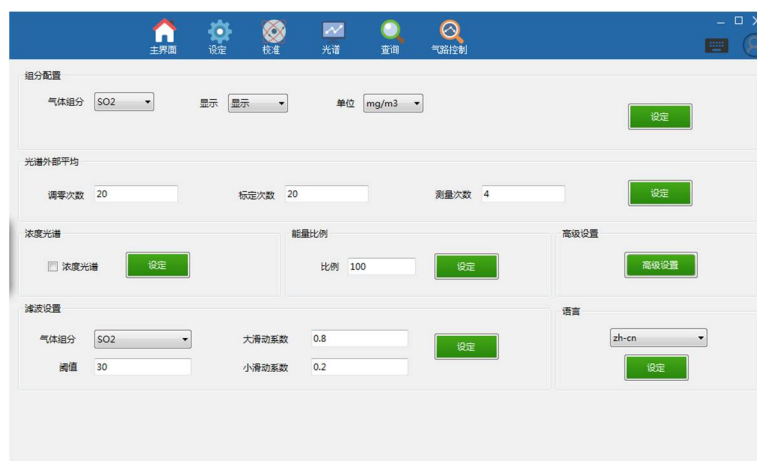 主界面 设定 校准 光谱 查询 气路控制
组分配置
气体组分 SO2 显示 显示 单位 mg/m3 设定
光谱外部平均
调零次数 20 标定次数 20 测量次数 4 设定
浓度光谱 能量比例 高级设置
浓度光谱 设定 比例 100 设定 高级设置
滤波设置 语言
气体组分 SO2 大滑动系数 0.8 设定 zh-cn
阈值 30 小滑动系数 0.2 设定